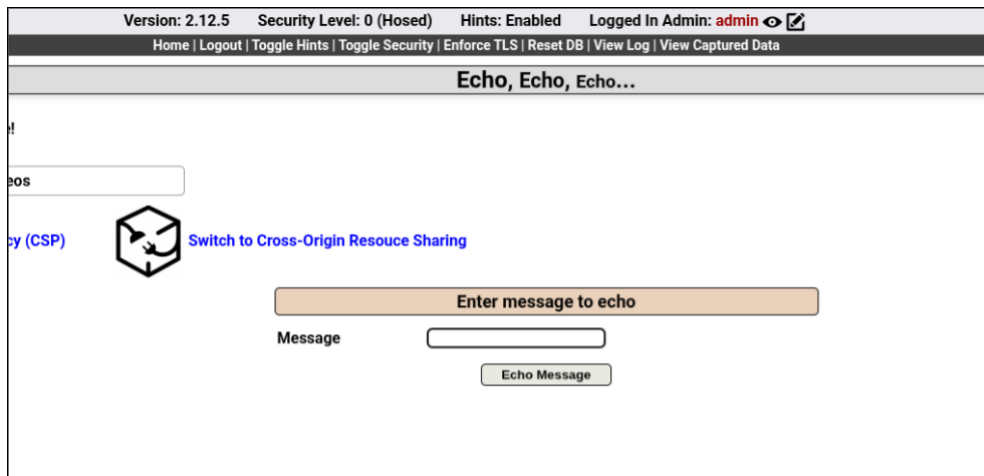 Version: 2.12.5 Security Level: 0 (Hosed) Hints: Enabled Logged In Admin: admin
Home | Logout | Toggle Hints | Toggle Security | Enforce TLS | Reset DB | View Log | View Captured Data
Echo, Echo, Echo...
e!
eos
cy (CSP) Switch to Cross-Origin Resouce Sharing
Enter message to echo
Message
Echo Message